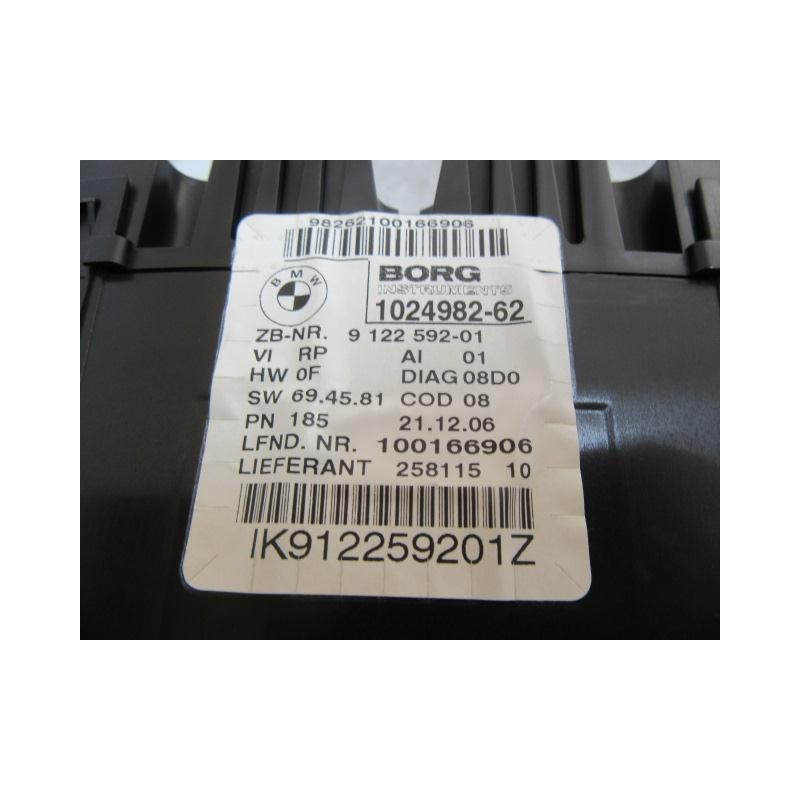 98262100166906
BMW
BORG
INSTRUMENTS
1024982-62
ZB-NR. 9 122 592-01
VI RP AI 01
HW 0F DIAG 08D0
SW 69.45.81 COD 08
PN 185 21.12.06
LFND. NR. 100166906
LIEFERANT 258115 10
IK912259201Z